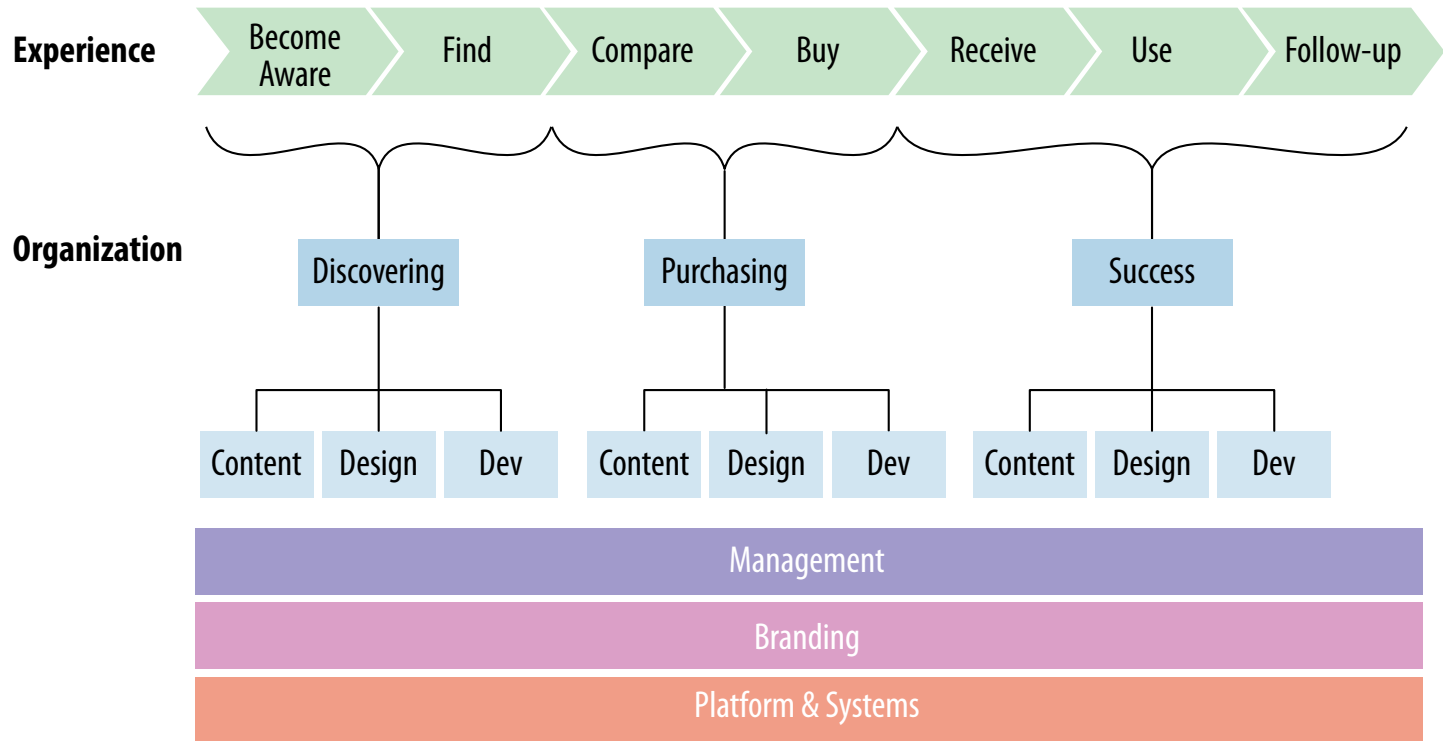 Experience
Become
Aware
Find
Compare
Buy
Receive
Use
Follow-up
Organization
Discovering
Purchasing
Success
Content
Design
Dev
Content
Design
Dev
Content
Design
Dev
Management
Branding
Platform & Systems